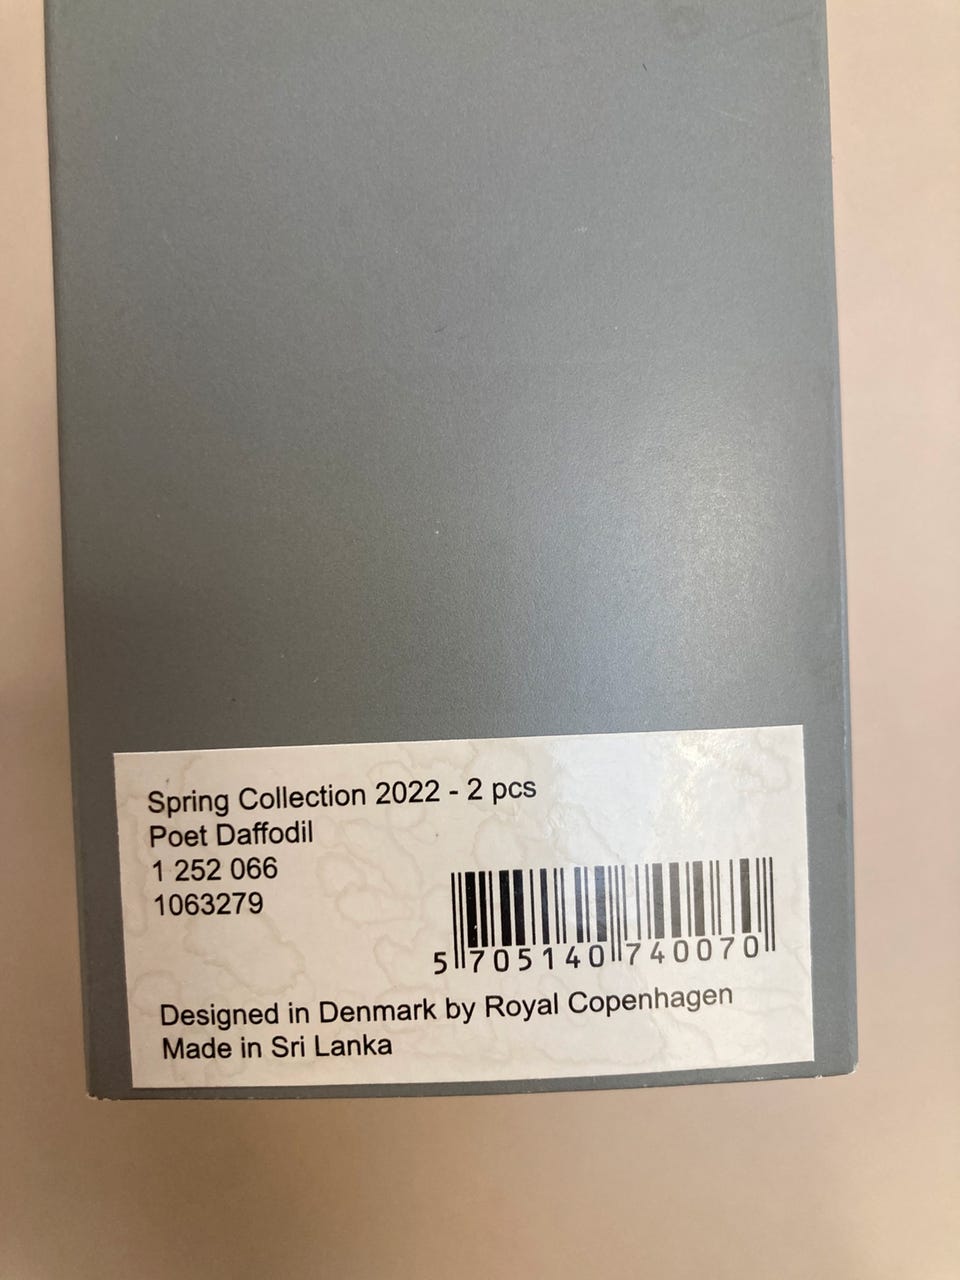 Spring Collection 2022 - 2 pcs
Poet Daffodil
1 252 066
1063279
5 705140 740070
Designed in Denmark by Royal Copenhagen
Made in Sri Lanka